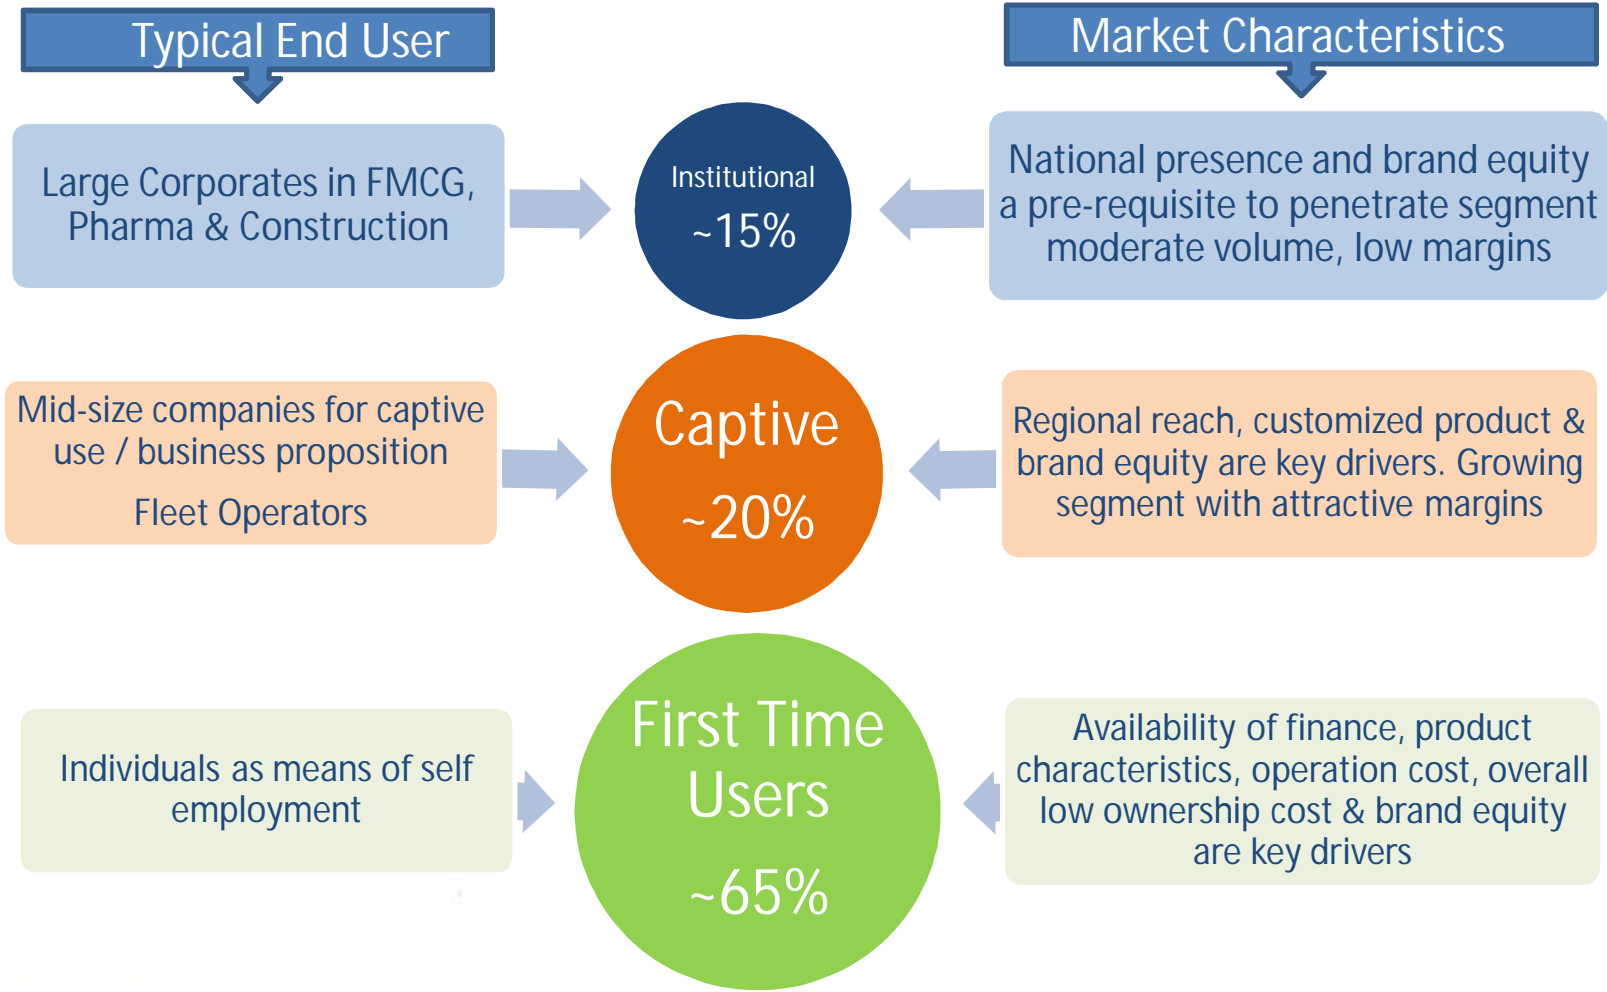 Typical End User
Market Characteristics
Large Corporates in FMCG,
Pharma & Construction
Institutional
~15%
National presence and brand equity
a pre-requisite to penetrate segment
moderate volume, low margins
Mid-size companies for captive
use / business proposition
Fleet Operators
Captive
~20%
Regional reach, customized product &
brand equity are key drivers. Growing
segment with attractive margins
Individuals as means of self
employment
First Time
Users
~65%
Availability of finance, product
characteristics, operation cost, overall
low ownership cost & brand equity
are key drivers